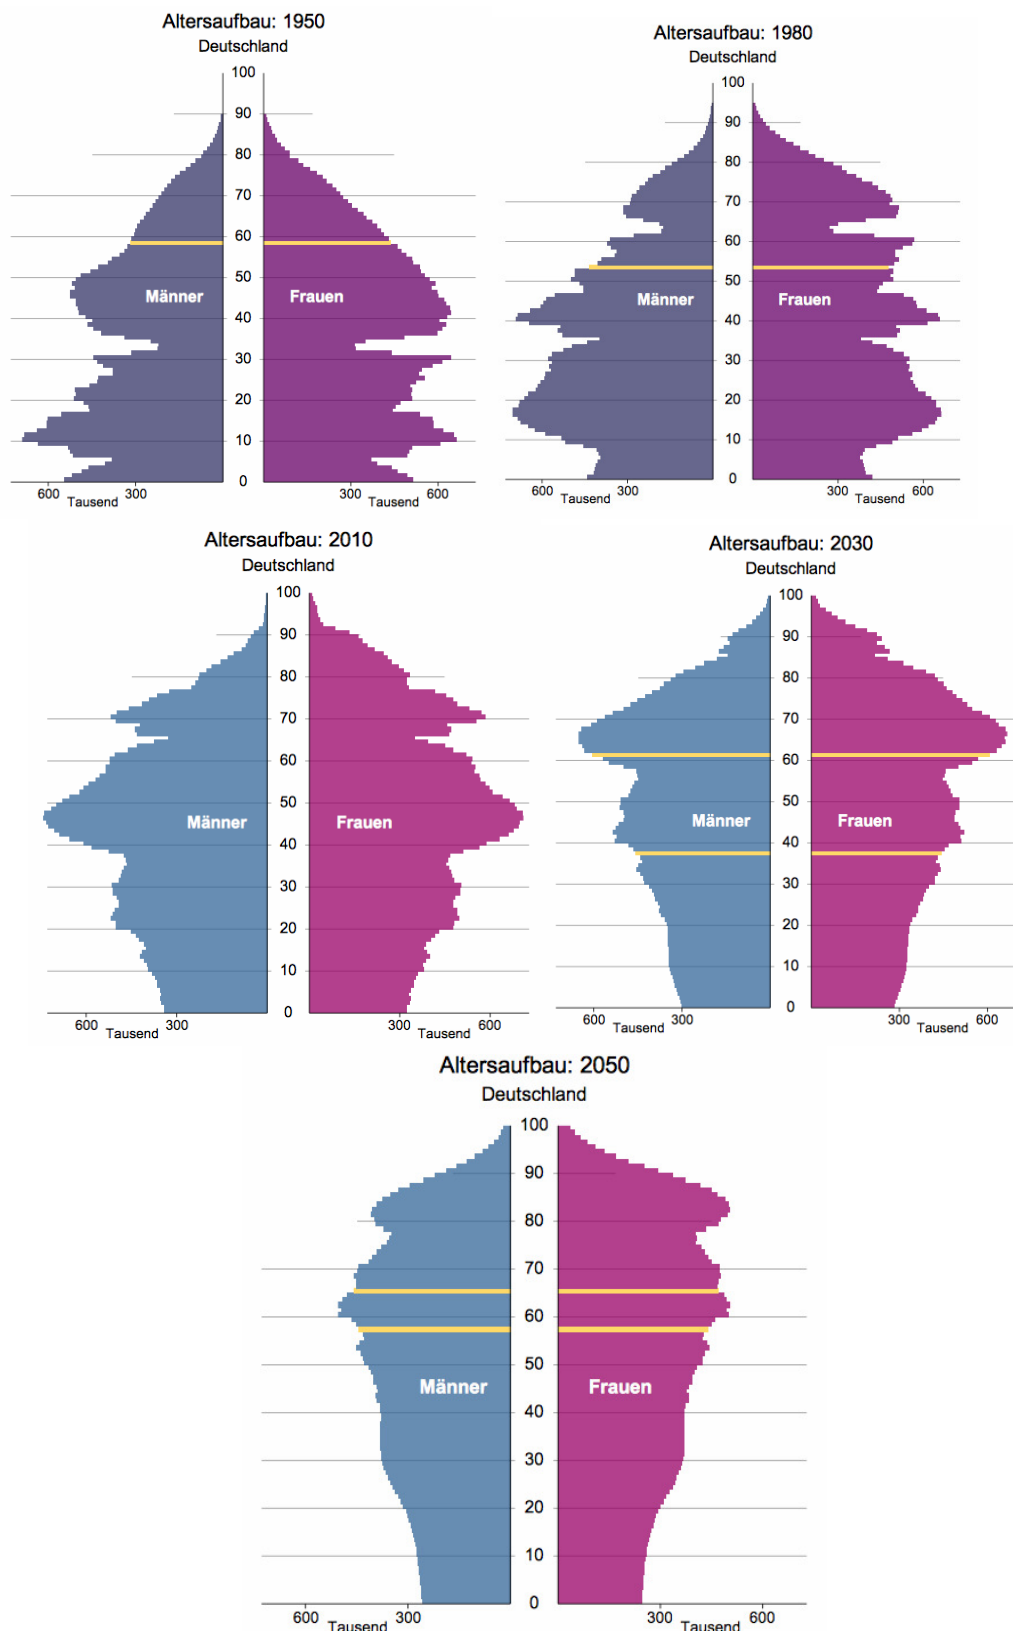 Altersaufbau: 1950
Deutschland
100
90
80
70
60
50
40
30
20
10
0
Männer
Frauen
600 300 300 600
Tausend Tausend
Altersaufbau: 1980
Deutschland
100
90
80
70
60
50
40
30
20
10
0
Männer
Frauen
600 300 300 600
Tausend Tausend
Altersaufbau: 2010
Deutschland
100
90
80
70
60
50
40
30
20
10
0
Männer
Frauen
600 300 300 600
Tausend Tausend
Altersaufbau: 2030
Deutschland
100
90
80
70
60
50
40
30
20
10
0
Männer
Frauen
600 300 300 600
Tausend Tausend
Altersaufbau: 2050
Deutschland
100
90
80
70
60
50
40
30
20
10
0
Männer
Frauen
600 300 300 600
Tausend Tausend